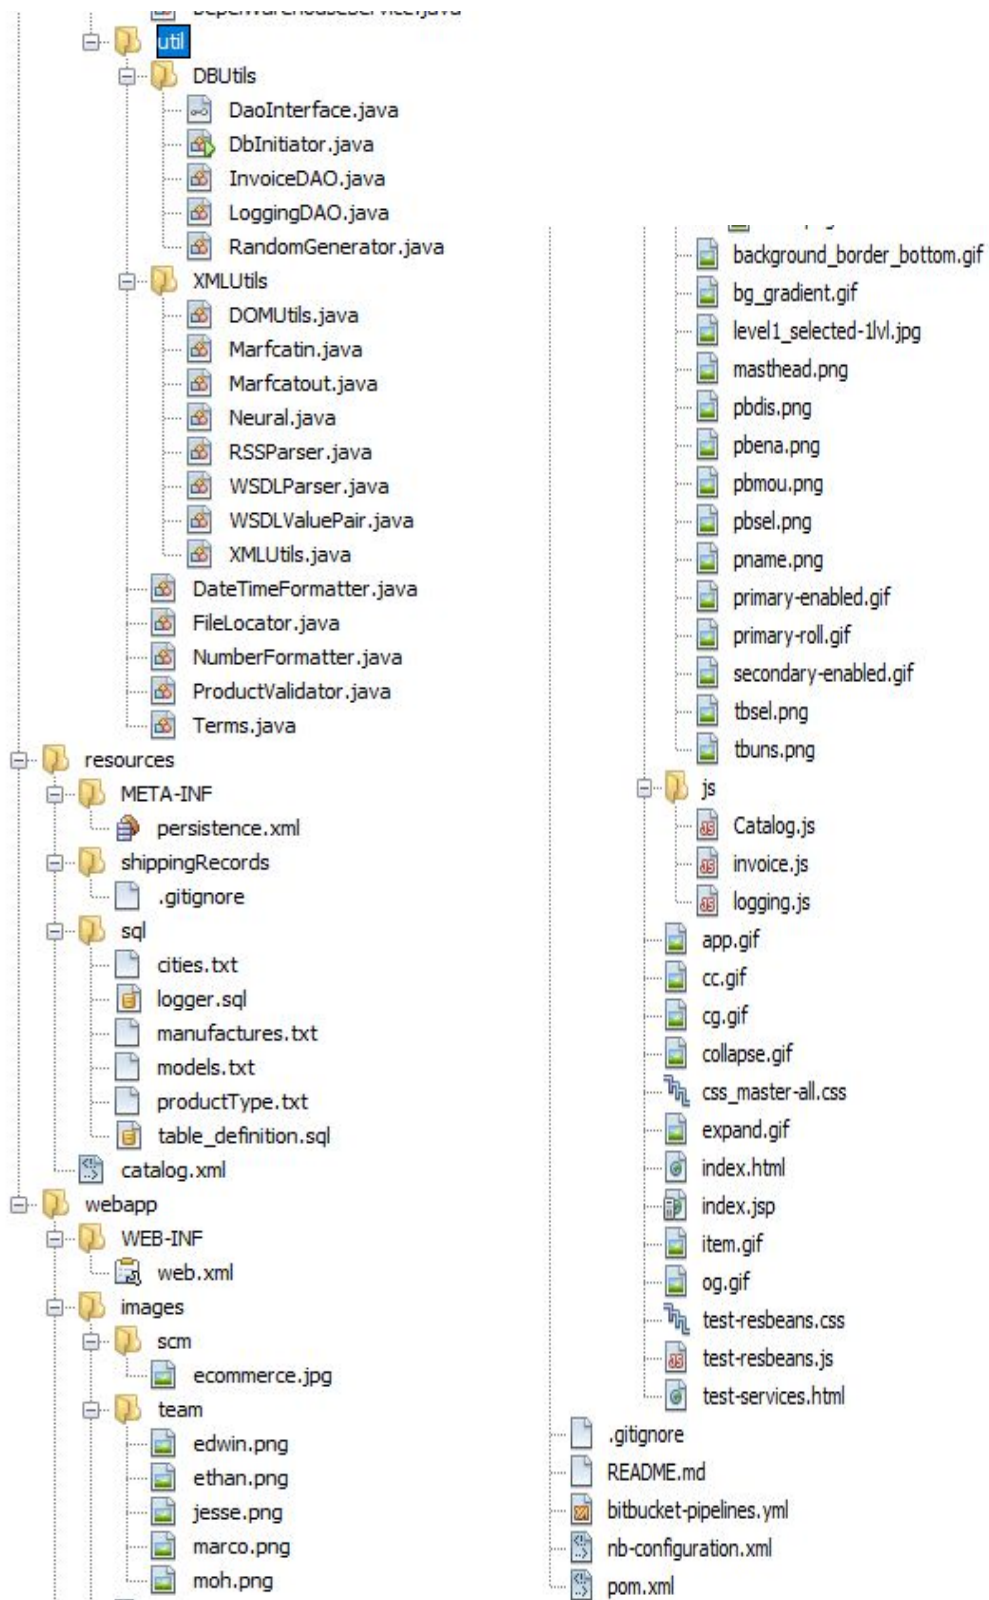 util
DBUtils
DaoInterface.java
DbInitiator.java
InvoiceDAO.java
LoggingDAO.java
RandomGenerator.java
XMLUtils
DOMUtils.java
Marfcatin.java
Marfcatout.java
Neural.java
RSSParser.java
WSDLParser.java
WSDLValuePair.java
XMLUtils.java
DateTimeFormatter.java
FileLocator.java
NumberFormatter.java
ProductValidator.java
Terms.java
resources
META-INF
persistence.xml
shippingRecords
.gitignore
sql
cities.txt
logger.sql
manufactures.txt
models.txt
productType.txt
table_definition.sql
catalog.xml
webapp
WEB-INF
web.xml
images
scm
ecommerce.jpg
team
edwin.png
ethan.png
jesse.png
marco.png
moh.png
background_border_bottom.gif
bg_gradient.gif
level1_selected-1lvl.jpg
masthead.png
pbdis.png
pbena.png
pbmou.png
pbsel.png
pname.png
primary-enabled.gif
primary-roll.gif
secondary-enabled.gif
tbsel.png
tbuns.png
js
Catalog.js
invoice.js
logging.js
app.gif
cc.gif
cg.gif
collapse.gif
css_master-all.css
expand.gif
index.html
index.jsp
item.gif
og.gif
test-resbeans.css
test-resbeans.js
test-services.html
.gitignore
README.md
bitbucket-pipelines.yml
nb-configuration.xml
pom.xml